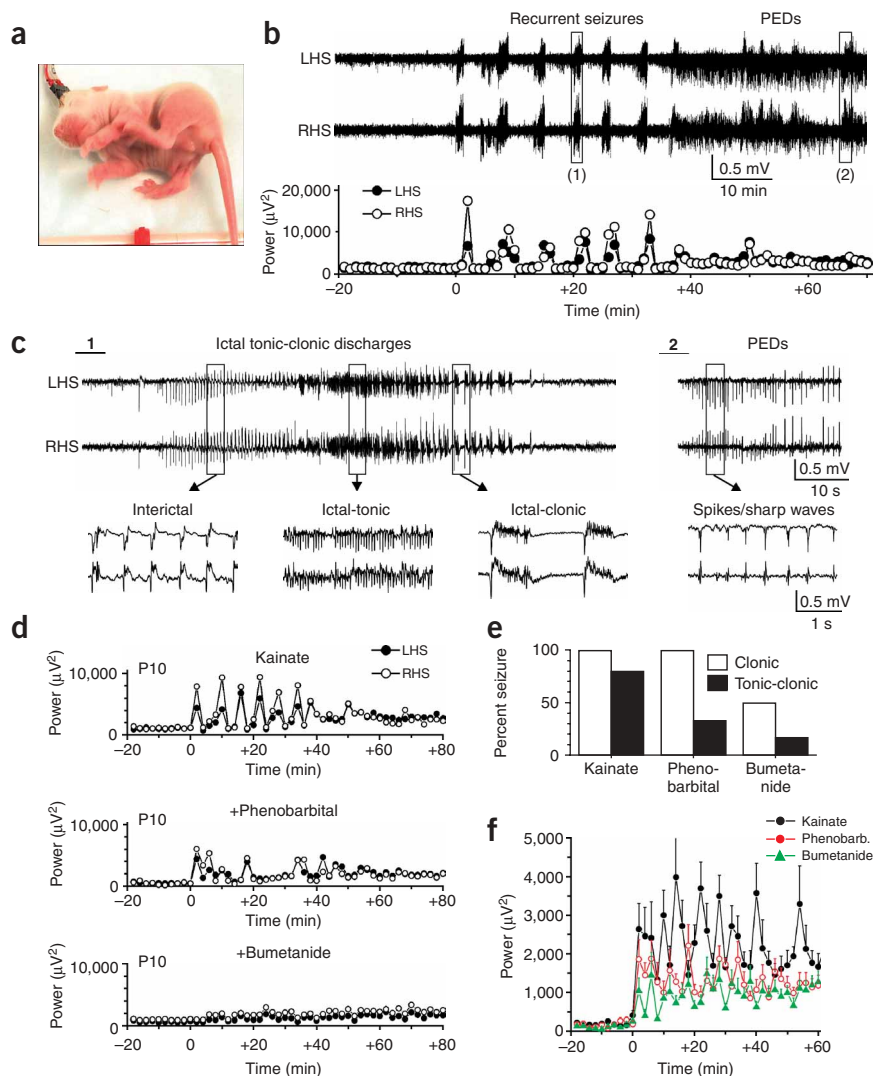 a
b
Recurrent seizures PEDs
LHS
RHS
0.5 mV
10 min
(1) (2)
Power (µV²)
20,000
10,000
0
LHS
RHS
−20 0 +20 +40 +60
Time (min)
c
1 Ictal tonic-clonic discharges 2 PEDs
LHS
RHS
0.5 mV
10 s
Interictal Ictal-tonic Ictal-clonic Spikes/sharp waves
0.5 mV
1 s
d
P10 Kainate
LHS
RHS
Power (µV²)
10,000
0
−20 0 +20 +40 +60 +80
Time (min)
P10 +Phenobarbital
Power (µV²)
10,000
0
−20 0 +20 +40 +60 +80
Time (min)
P10 +Bumetanide
Power (µV²)
10,000
0
−20 0 +20 +40 +60 +80
Time (min)
e
Percent seizure
100
50
0
Clonic
Tonic-clonic
Kainate Pheno- Bumeta-
barbital nide
f
Kainate
Phenobarb.
Bumetanide
Power (µV²)
5,000
4,000
3,000
2,000
1,000
0
−20 0 +20 +40 +60
Time (min)